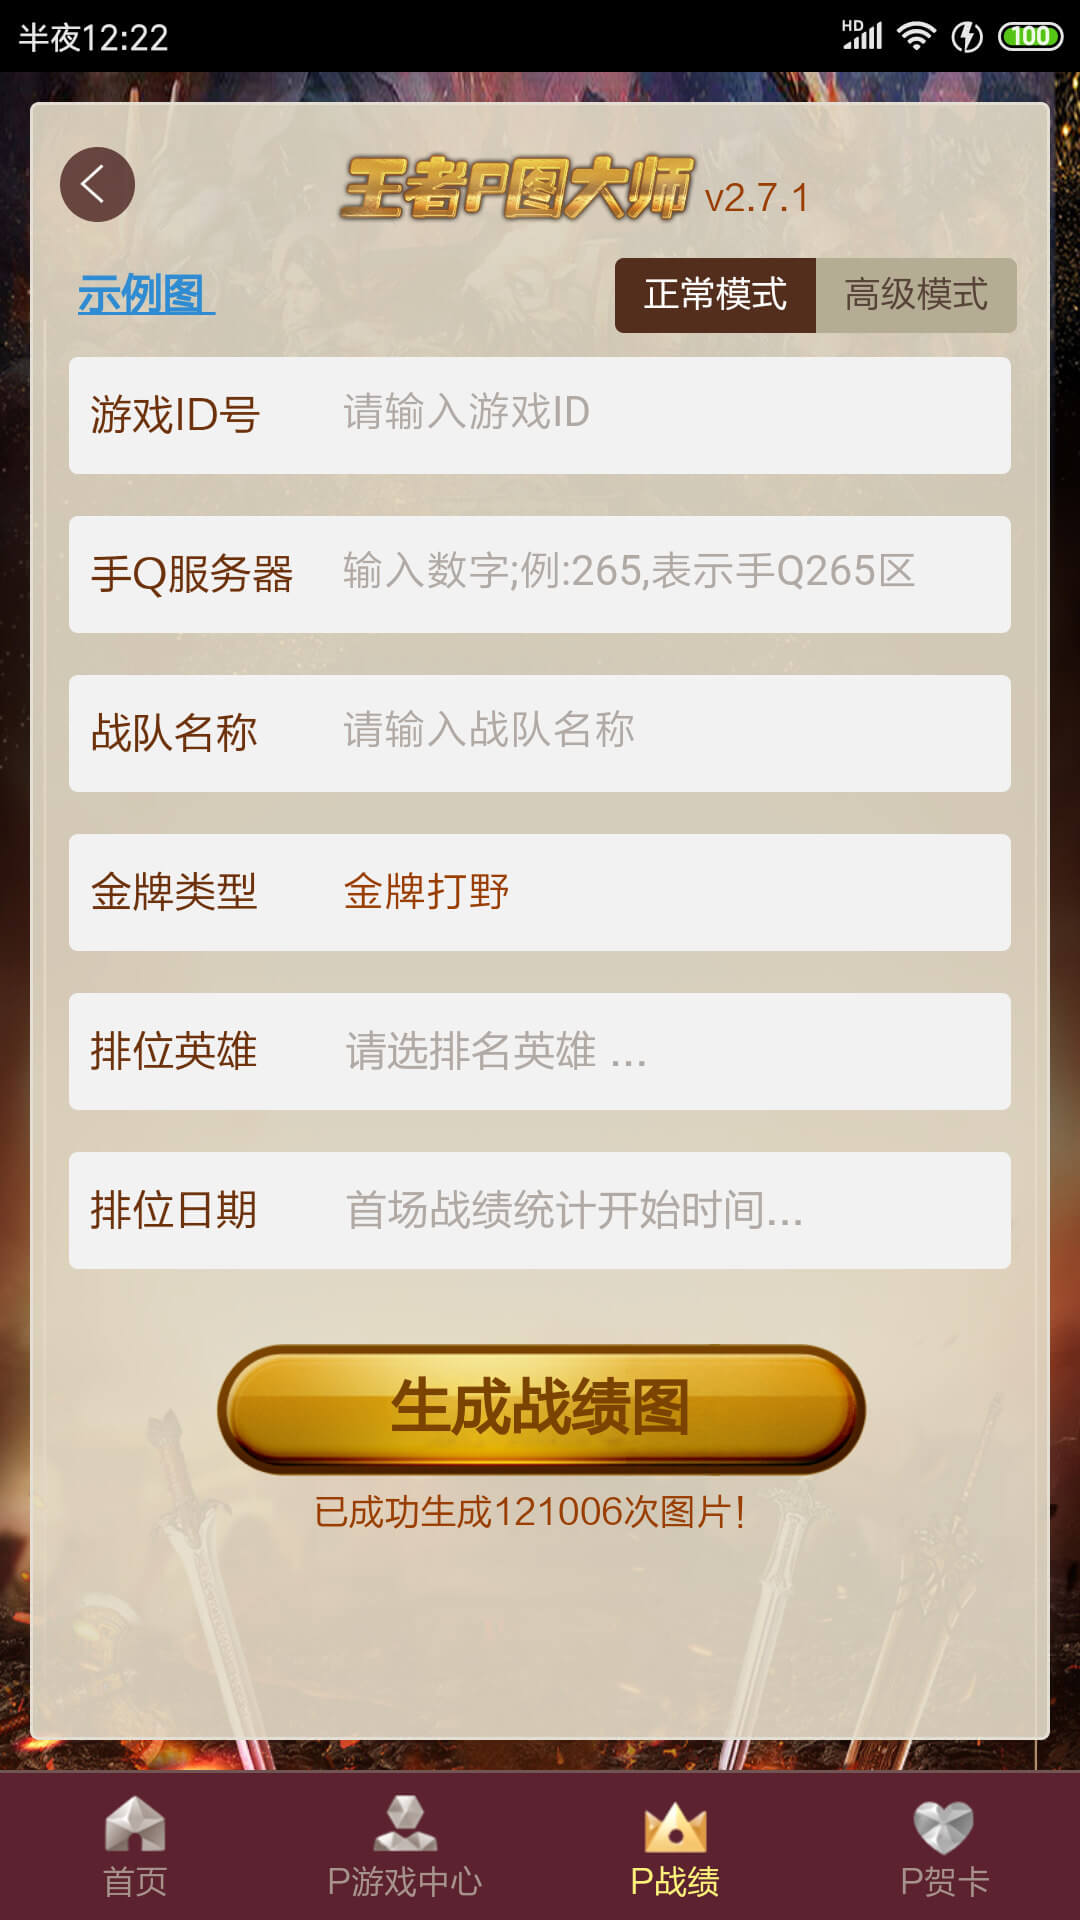 半夜12:22
HD
100
王者P图大师 v2.7.1
示例图
正常模式 高级模式
游戏ID号 请输入游戏ID
手Q服务器 输入数字;例:265,表示手Q265区
战队名称 请输入战队名称
金牌类型 金牌打野
排位英雄 请选排名英雄 ...
排位日期 首场战绩统计开始时间...
生成战绩图
已成功生成121006次图片!
首页 P游戏中心 P战绩 P贺卡